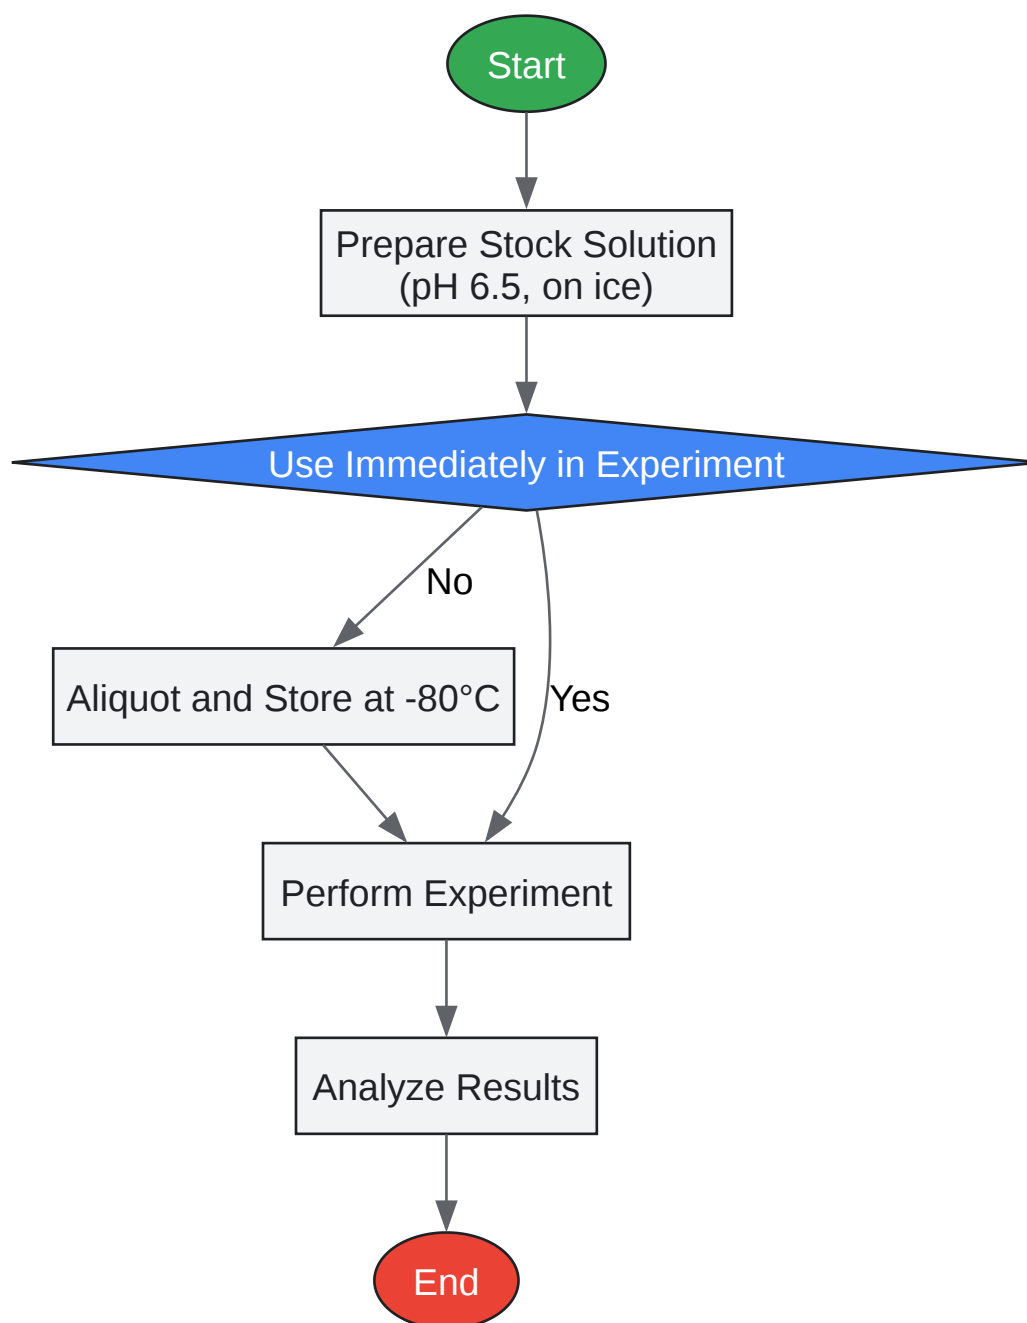 Start
Prepare Stock Solution
(pH 6.5, on ice)
Use Immediately in Experiment
No
Aliquot and Store at -80°C
Yes
Perform Experiment
Analyze Results
End